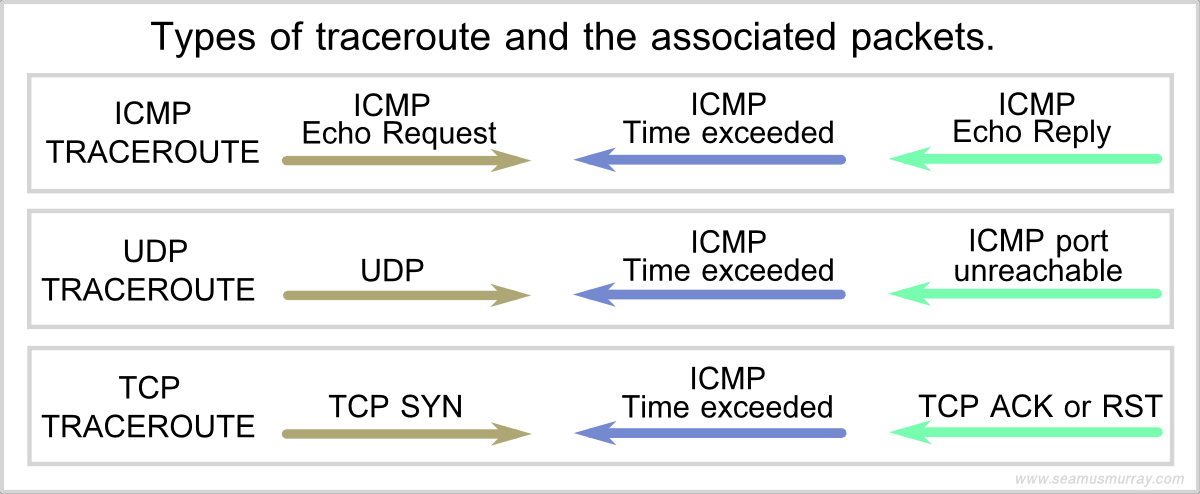 Types of traceroute and the associated packets.
ICMP
TRACEROUTE
ICMP
Echo Request
ICMP
Time exceeded
ICMP
Echo Reply
UDP
TRACEROUTE
UDP
ICMP
Time exceeded
ICMP port
unreachable
TCP
TRACEROUTE
TCP SYN
ICMP
Time exceeded
TCP ACK or RST
www.seamusmurray.com